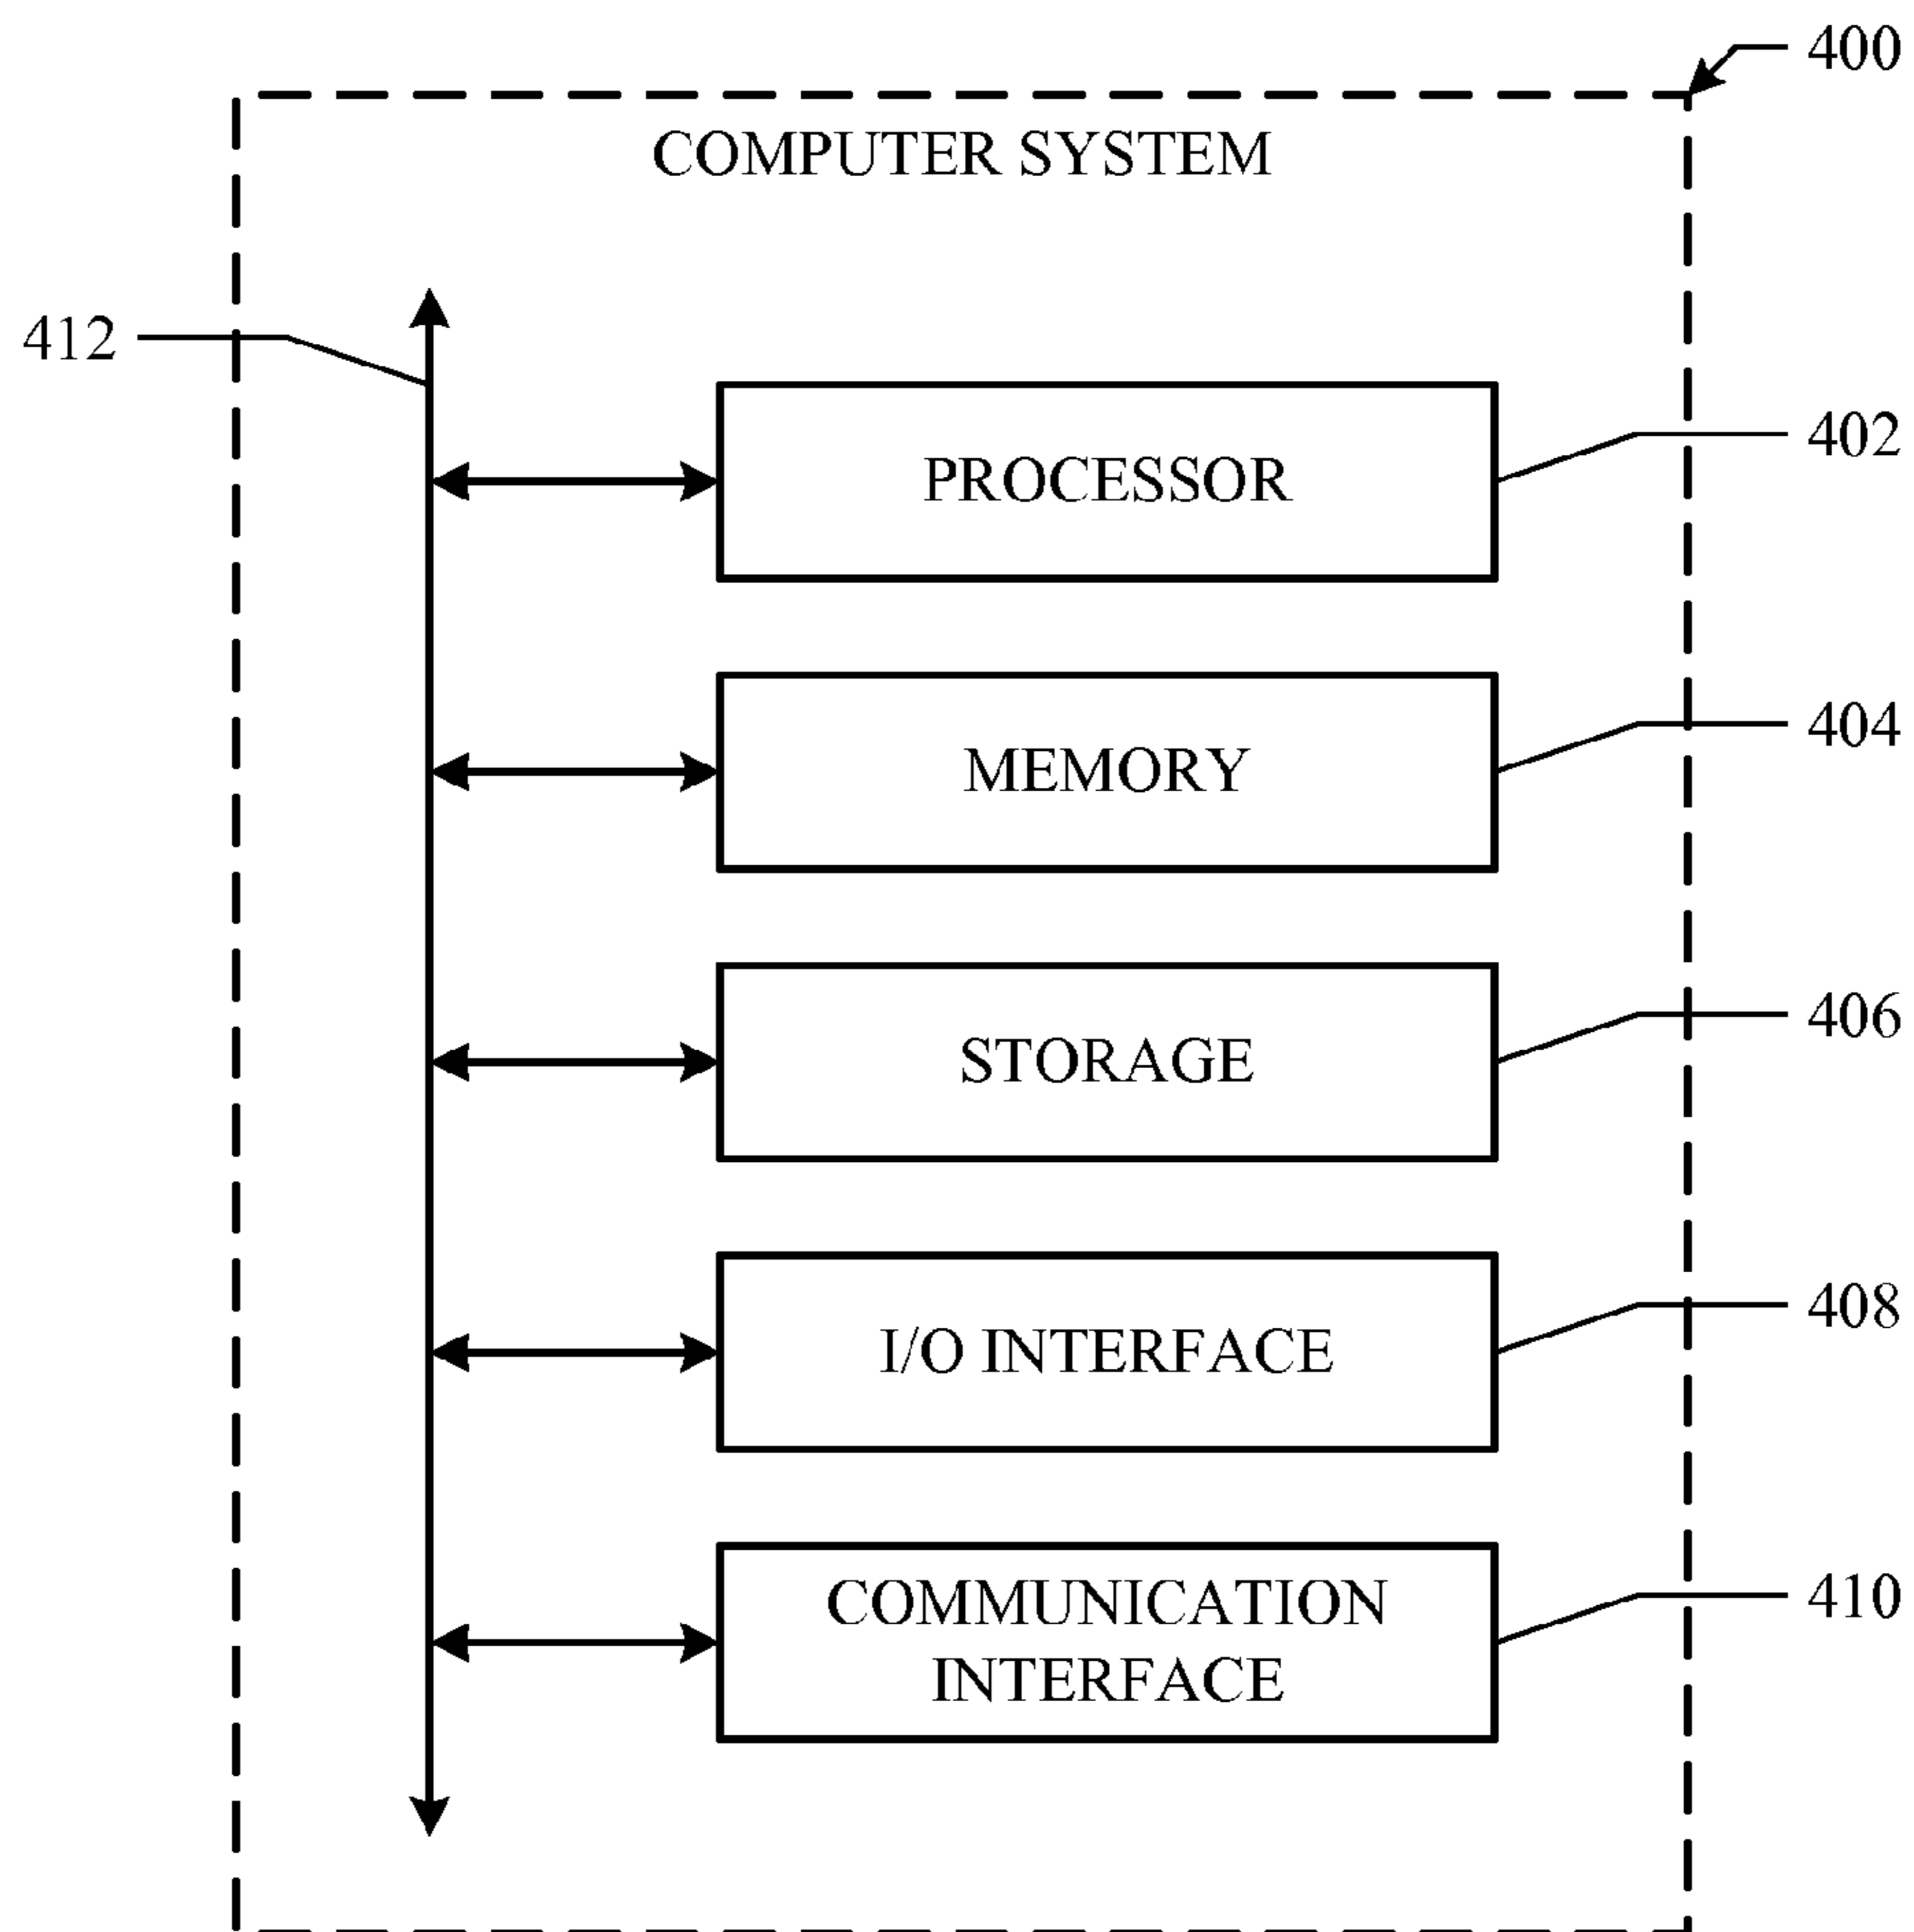 400
COMPUTER SYSTEM
412
402
PROCESSOR
404
MEMORY
406
STORAGE
408
I/O INTERFACE
410
COMMUNICATION
INTERFACE